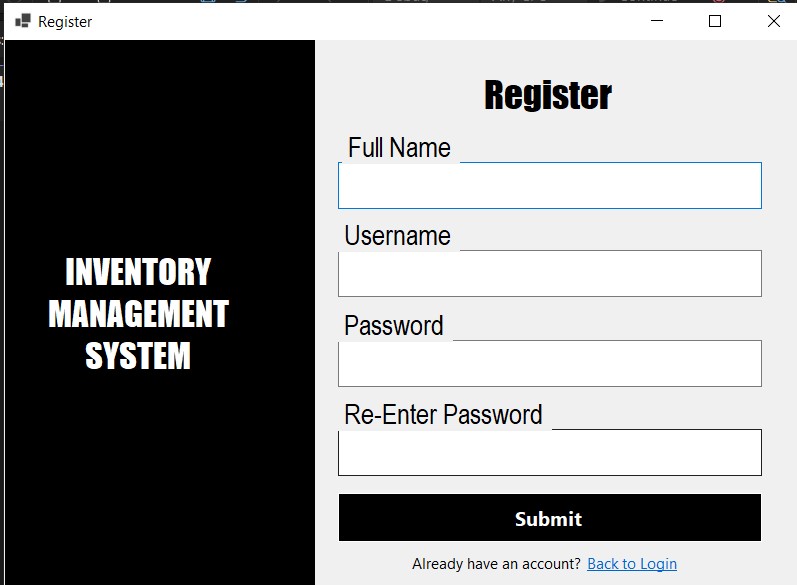 Register
INVENTORY
MANAGEMENT
SYSTEM
Register
Full Name
Username
Password
Re-Enter Password
Submit
Already have an account? Back to Login